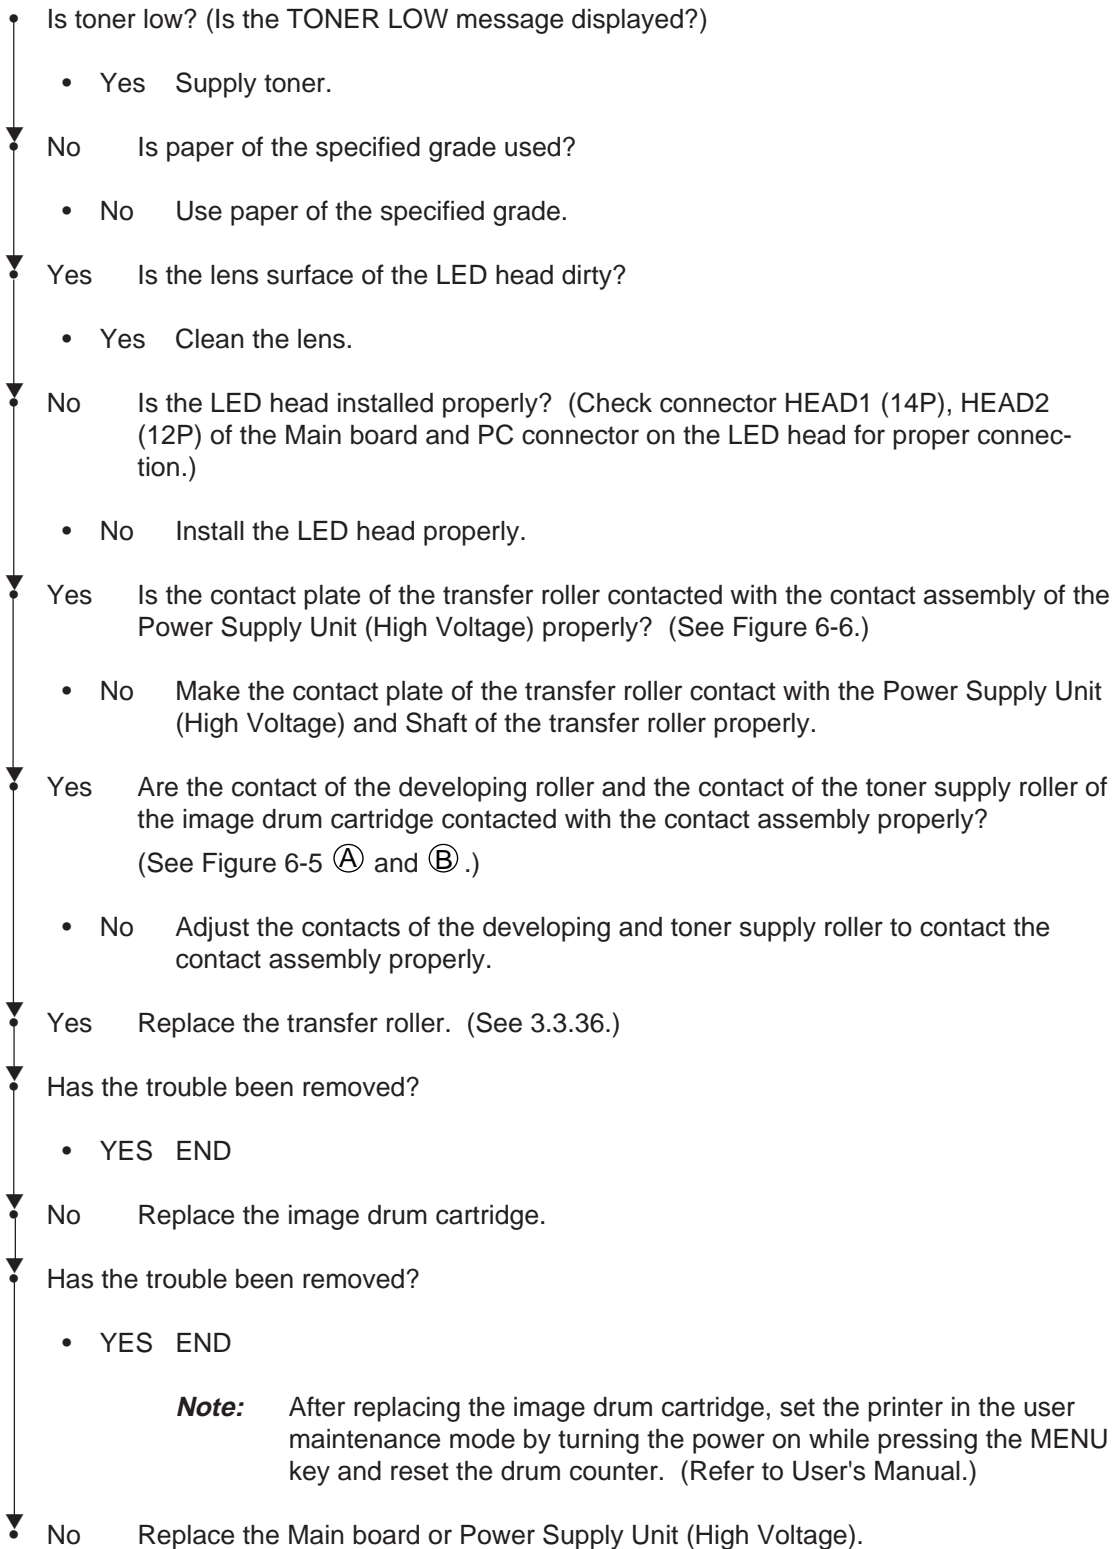 • Is toner low? (Is the TONER LOW message displayed?)
• Yes Supply toner.
• No Is paper of the specified grade used?
• No Use paper of the specified grade.
• Yes Is the lens surface of the LED head dirty?
• Yes Clean the lens.
• No Is the LED head installed properly? (Check connector HEAD1 (14P), HEAD2
(12P) of the Main board and PC connector on the LED head for proper connec-
tion.)
• No Install the LED head properly.
• Yes Is the contact plate of the transfer roller contacted with the contact assembly of the
Power Supply Unit (High Voltage) properly? (See Figure 6-6.)
• No Make the contact plate of the transfer roller contact with the Power Supply Unit
(High Voltage) and Shaft of the transfer roller properly.
• Yes Are the contact of the developing roller and the contact of the toner supply roller of
the image drum cartridge contacted with the contact assembly properly?
(See Figure 6-5 Ⓐ and Ⓑ .)
• No Adjust the contacts of the developing and toner supply roller to contact the
contact assembly properly.
• Yes Replace the transfer roller. (See 3.3.36.)
• Has the trouble been removed?
• YES END
• No Replace the image drum cartridge.
• Has the trouble been removed?
• YES END
Note: After replacing the image drum cartridge, set the printer in the user
maintenance mode by turning the power on while pressing the MENU
key and reset the drum counter. (Refer to User's Manual.)
• No Replace the Main board or Power Supply Unit (High Voltage).